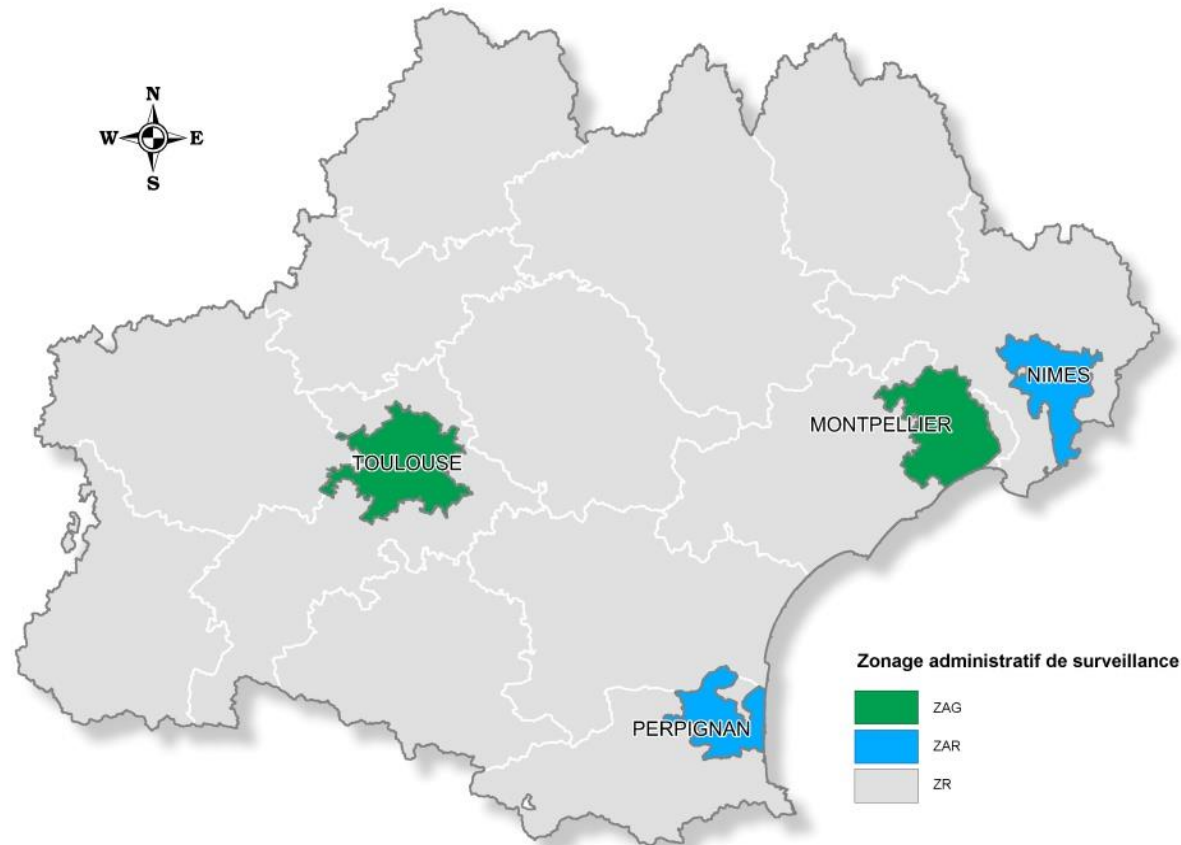 N
W E
S
NIMES
MONTPELLIER
TOULOUSE
PERPIGNAN
Zonage administratif de surveillance
ZAG
ZAR
ZR